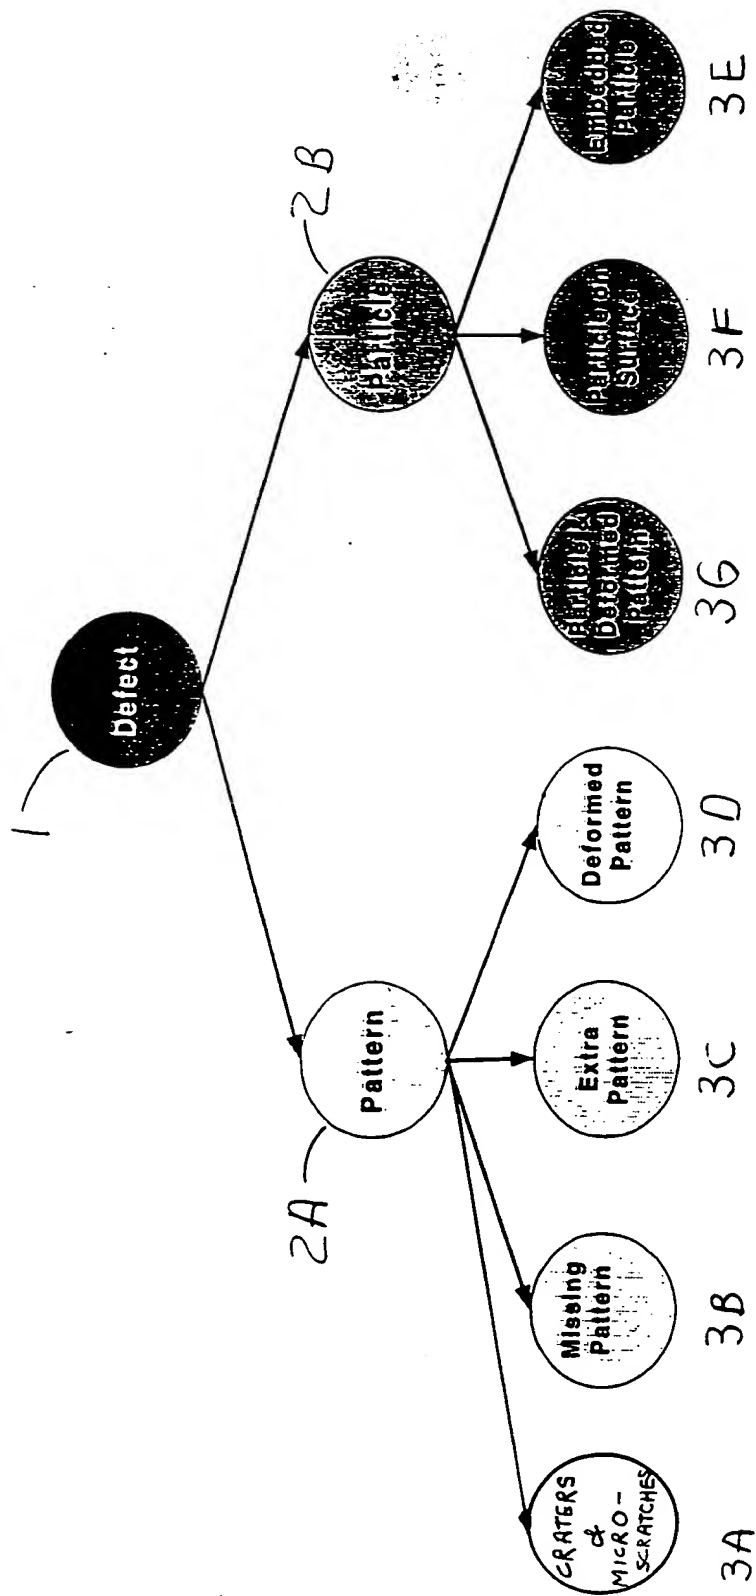 1
Defect
2A
Pattern
2B
Particle
CRATERS
&
MICRO-
SCRATCHES
Missing
Pattern
Extra
Pattern
Deformed
Pattern
Particle &
Deformed
Pattern
Particle on
Surface
Embedded
Particle
3A
3B
3C
3D
3G
3F
3E